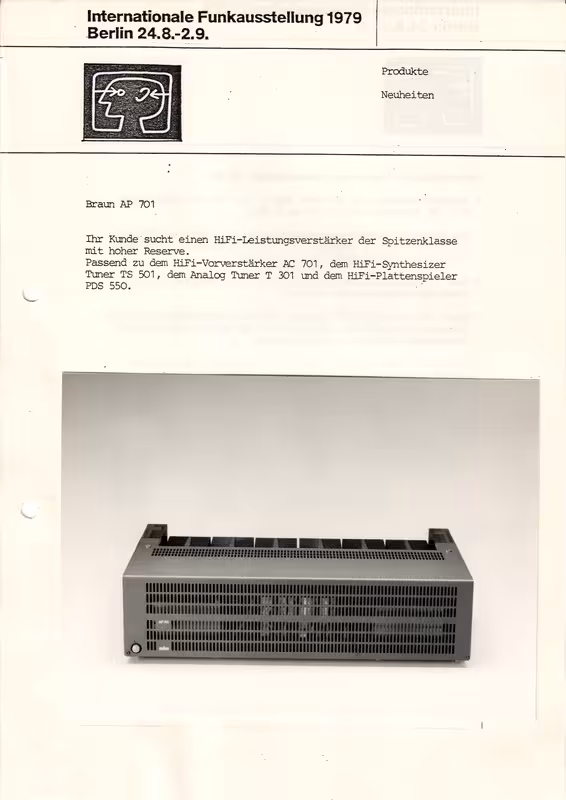 Internationale Funkausstellung 1979
Berlin 24.8.-2.9.
Produkte
Neuheiten
Braun AP 701
Ihr Kunde sucht einen HiFi-Leistungsverstärker der Spitzenklasse
mit hoher Reserve.
Passend zu dem HiFi-Vorverstärker AC 701, dem HiFi-Synthesizer
Tuner TS 501, dem Analog Tuner T 301 und dem HiFi-Plattenspieler
PDS 550.